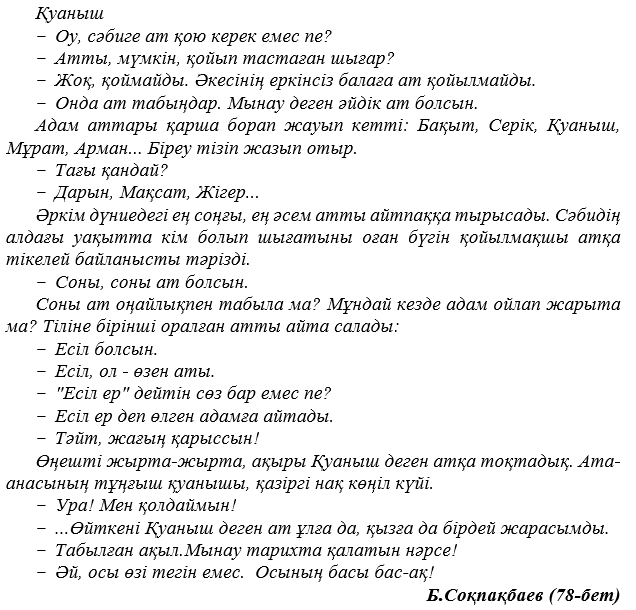 Қуаныш
– Оу, сәбиге ат қою керек емес пе?
– Атты, мүмкін, қойып тастаған шығар?
– Жоқ, қоймайды. Әкесінің еркінсіз балаға ат қойылмайды.
– Онда ат табыңдар. Мынау деген әйдік ат болсын.
Адам аттары қарша борап жауып кетті: Бақыт, Серік, Қуаныш,
Мұрат, Арман... Біреу тізіп жазып отыр.
– Тағы қандай?
– Дарын, Мақсат, Жігер...
Әркім дүниедегі ең соңғы, ең әсем атты айтпаққа тырысады. Сәбидің
алдағы уақытта кім болып шығатыны оған бүгін қойылмақшы атқа
тікелей байланысты тәрізді.
– Соны, соны ат болсын.
Соны ат оңайлықпен табыла ма? Мұндай кезде адам ойлап жарыта
ма? Тіліне бірінші оралған атты айта салады:
– Есіл болсын.
– Есіл, ол - өзен аты.
– "Есіл ер" дейтін сөз бар емес пе?
– Есіл ер деп өлген адамға айтады.
– Тәйт, жағың қарыссын!
Өңешті жырта-жырта, ақыры Қуаныш деген атқа тоқтадық. Ата-
анасының тұңғыш қуанышы, қазіргі нақ көңіл күйі.
– Ура! Мен қолдаймын!
– ...Өйткені Қуаныш деген ат ұлға да, қызға да бірдей жарасымды.
– Табылған ақыл.Мынау тарихта қалатын нәрсе!
– Әй, осы өзі тегін емес. Осының басы бас-ақ!
Б.Соқпақбаев (78-бет)